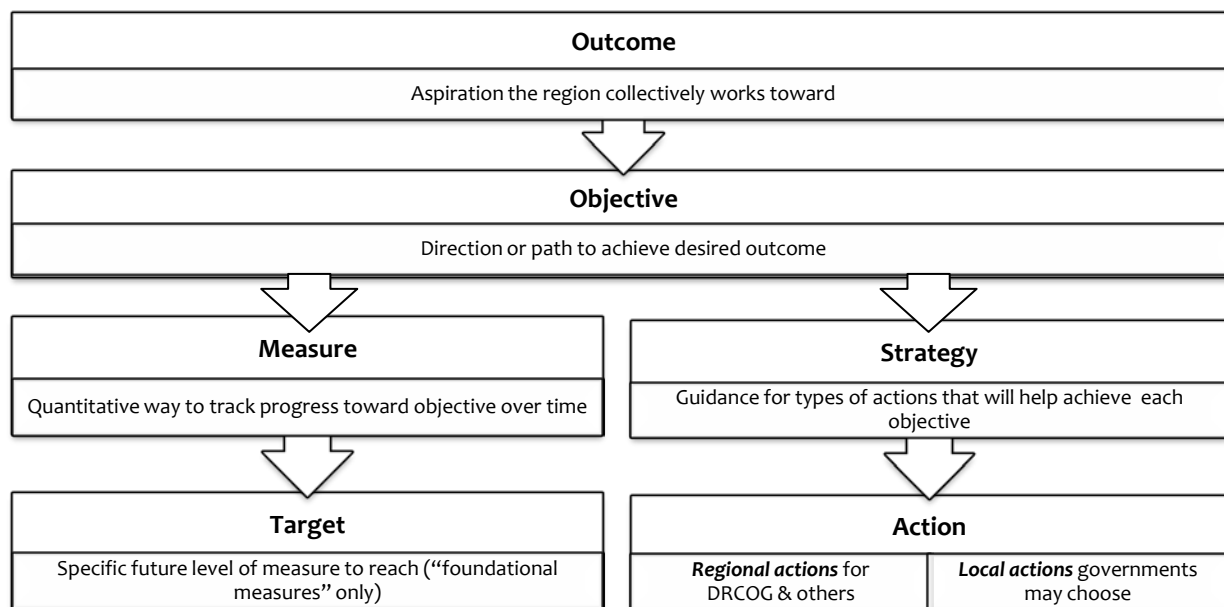 Outcome
Aspiration the region collectively works toward
Objective
Direction or path to achieve desired outcome
Measure
Quantitative way to track progress toward objective over time
Strategy
Guidance for types of actions that will help achieve each
objective
Target
Specific future level of measure to reach (“foundational
measures” only)
Action
Regional actions for
DRCOG & others
Local actions governments
may choose